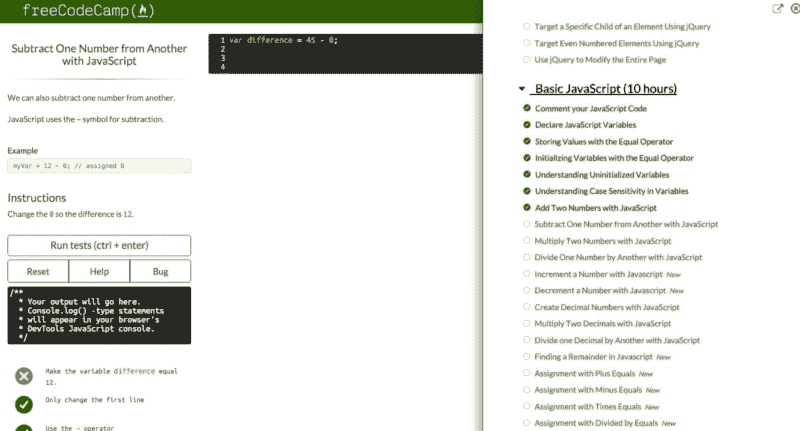 freeCodeCamp(🔥)
Subtract One Number from Another
with JavaScript
We can also subtract one number from another.
JavaScript uses the - symbol for subtraction.
Example
myVar = 12 - 6; // assigned 6
Instructions
Change the 0 so the difference is 12.
Run tests (ctrl + enter)
Reset Help Bug
/**
* Your output will go here.
* Console.log() -type statements
* will appear in your browser's
* DevTools JavaScript console.
*/
Make the variable difference equal
12.
Only change the first line
Use the - operator
1 var difference = 45 - 0;
2
3
4
Target a Specific Child of an Element Using jQuery
Target Even Numbered Elements Using jQuery
Use jQuery to Modify the Entire Page
Basic JavaScript (10 hours)
Comment your JavaScript Code
Declare JavaScript Variables
Storing Values with the Equal Operator
Initializing Variables with the Equal Operator
Understanding Uninitialized Variables
Understanding Case Sensitivity in Variables
Add Two Numbers with JavaScript
Subtract One Number from Another with JavaScript
Multiply Two Numbers with JavaScript
Divide One Number by Another with JavaScript
Increment a Number with Javascript New
Decrement a Number with Javascript New
Create Decimal Numbers with JavaScript
Multiply Two Decimals with JavaScript
Divide one Decimal by Another with JavaScript
Finding a Remainder in Javascript New
Assignment with Plus Equals New
Assignment with Minus Equals New
Assignment with Times Equals New
Assignment with Divided by Equals New